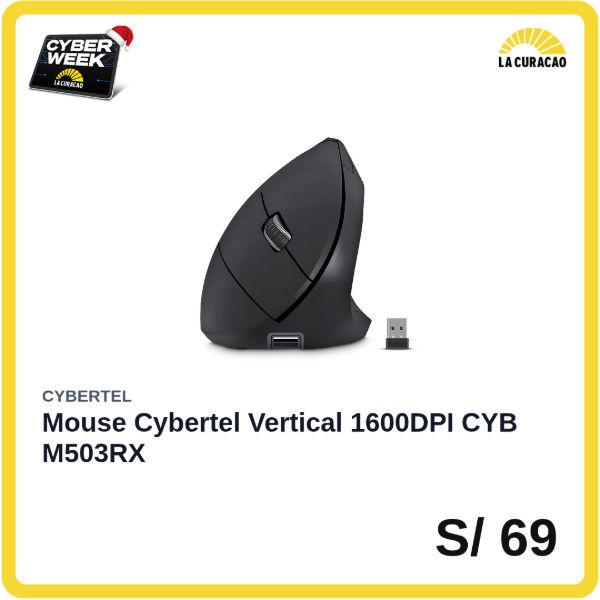 CYBER
WEEK
LA CURACAO
LA CURACAO
CYBERTEL
Mouse Cybertel Vertical 1600DPI CYB
M503RX
S/ 69